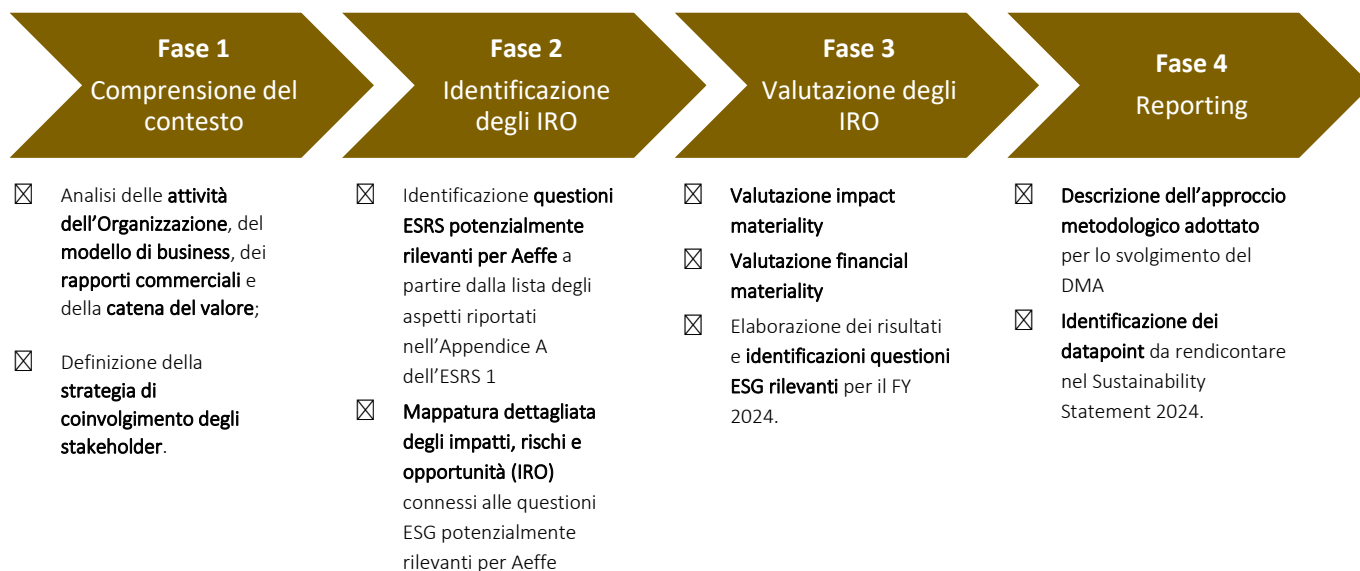 Fase 1
Comprensione del
contesto
Fase 2
Identificazione
degli IRO
Fase 3
Valutazione degli
IRO
Fase 4
Reporting
Analisi delle attività
dell'Organizzazione, del
modello di business, dei
rapporti commerciali e
della catena del valore;
Definizione della
strategia di
coinvolgimento degli
stakeholder.
Identificazione questioni
ESRS potenzialmente
rilevanti per Aeffe a
partire dalla lista degli
aspetti riportati
nell'Appendice A
dell'ESRS 1
Mappatura dettagliata
degli impatti, rischi e
opportunità (IRO)
connessi alle questioni
ESG potenzialmente
rilevanti per Aeffe
Valutazione impact
materiality
Valutazione financial
materiality
Elaborazione dei risultati
e identificazioni questioni
ESG rilevanti per il FY
2024.
Descrizione dell'approccio
metodologico adottato
per lo svolgimento del
DMA
Identificazione dei
datapoint da rendicontare
nel Sustainability
Statement 2024.